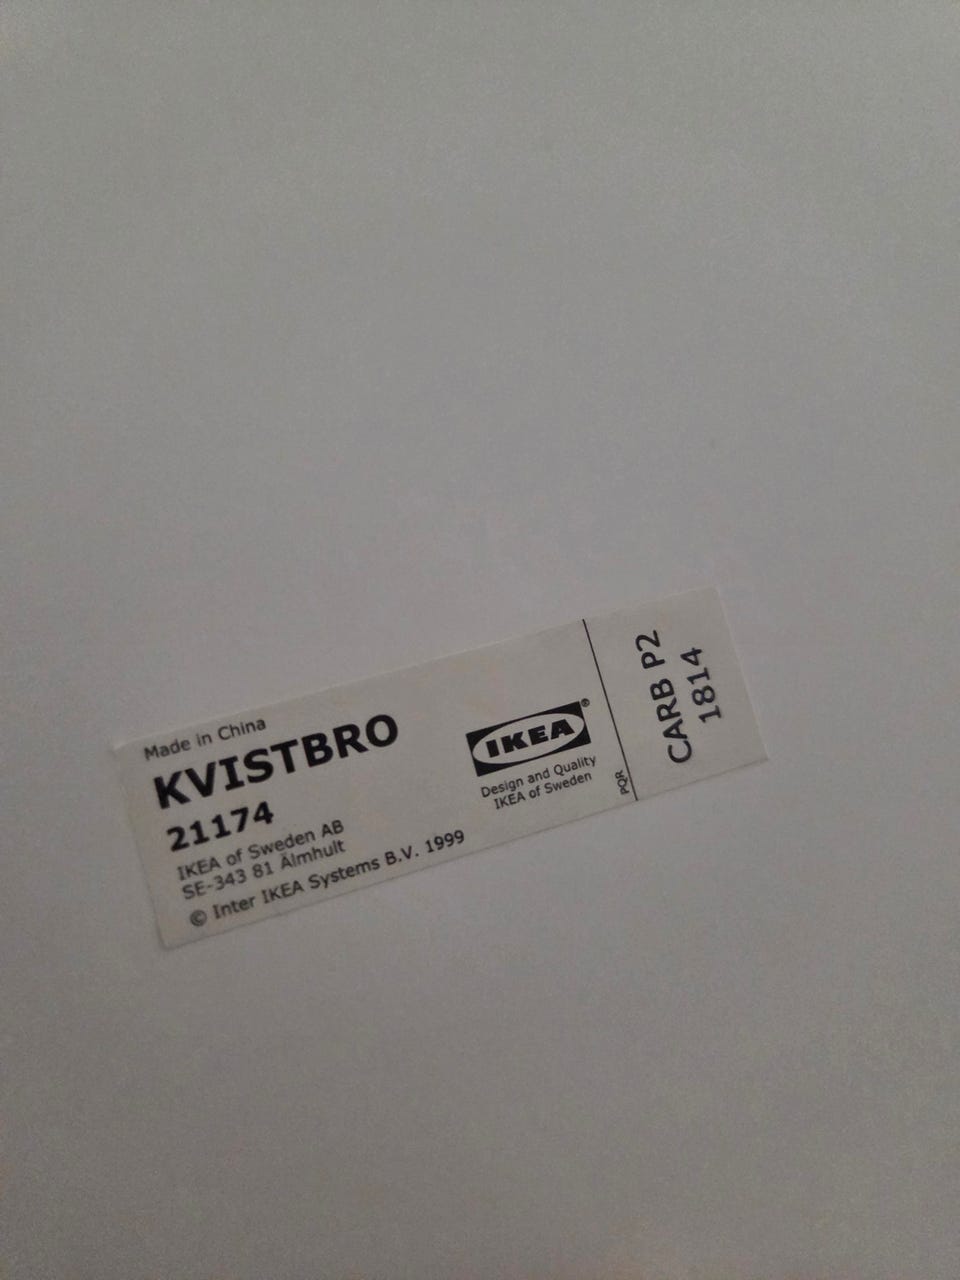 Made in China
KVISTBRO
21174
IKEA of Sweden AB
SE-343 81 Älmhult
© Inter IKEA Systems B.V. 1999
IKEA®
Design and Quality
IKEA of Sweden
PQR
CARB P2
1814